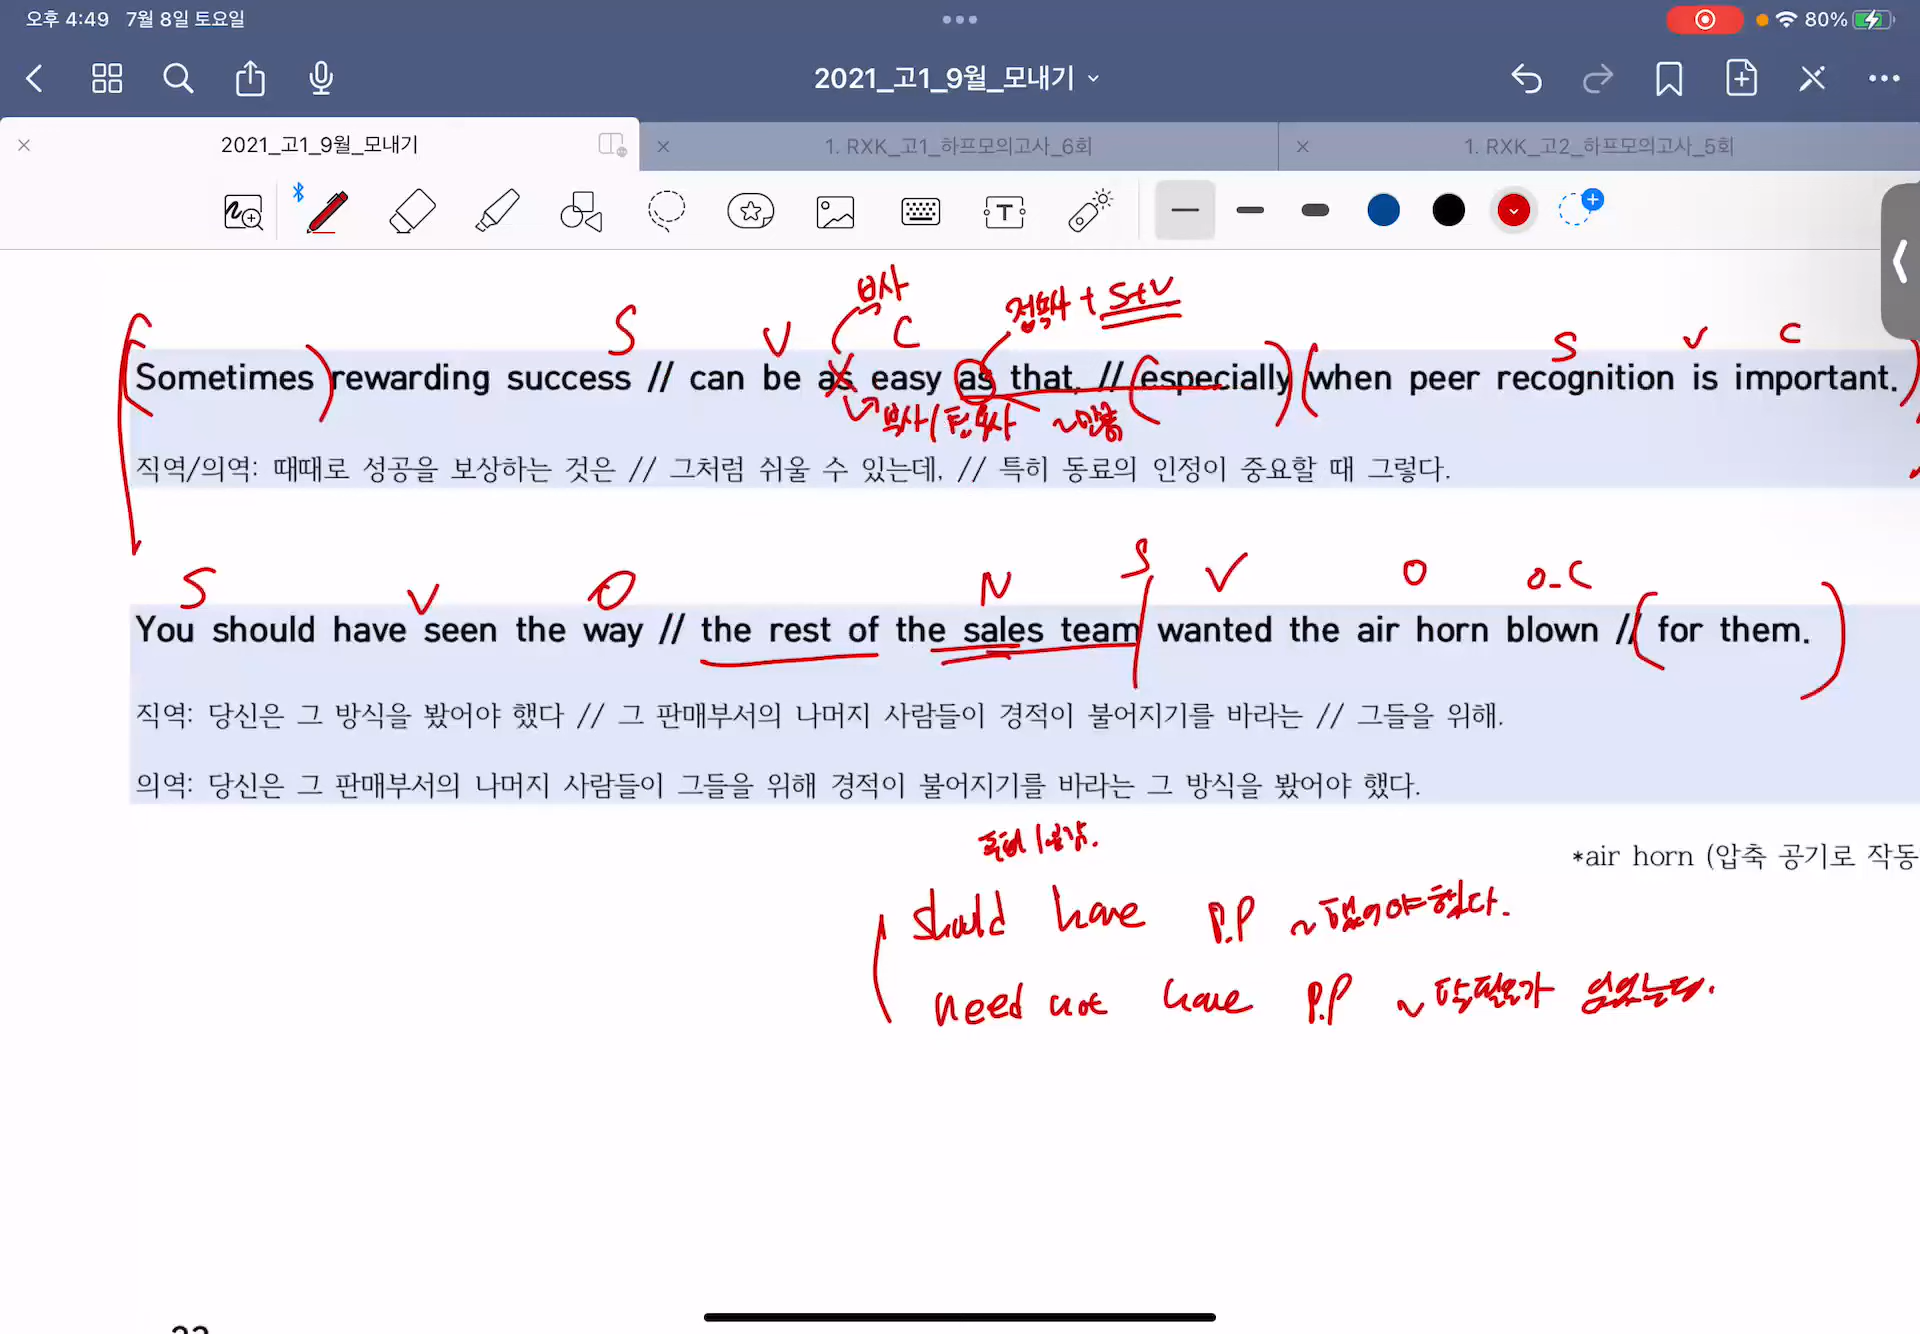 오후 4:49 7월 8일 토요일
80%
2021_고1_9월_모내기
2021_고1_9월_모내기
1. RXK_고1_하프모의고사_6회
1. RXK_고2_하프모의고사_5회
T
부사
S V C 접속사 + S+V S V C
Sometimes rewarding success // can be as easy as that. // especially when peer recognition is important.
부사/형용사 ~만큼
직역/의역: 때때로 성공을 보상하는 것은 // 그처럼 쉬울 수 있는데, // 특히 동료의 인정이 중요할 때 그렇다.
S V O N S V O O.C
You should have seen the way // the rest of the sales team wanted the air horn blown // for them.
직역: 당신은 그 방식을 봤어야 했다 // 그 판매부서의 나머지 사람들이 경적이 불어지기를 바라는 // 그들을 위해.
의역: 당신은 그 판매부서의 나머지 사람들이 그들을 위해 경적이 불어지기를 바라는 그 방식을 봤어야 했다.
*air horn (압축 공기로 작동
should have p.p ~했어야 했다.
need not have p.p ~할 필요가 없었는데.